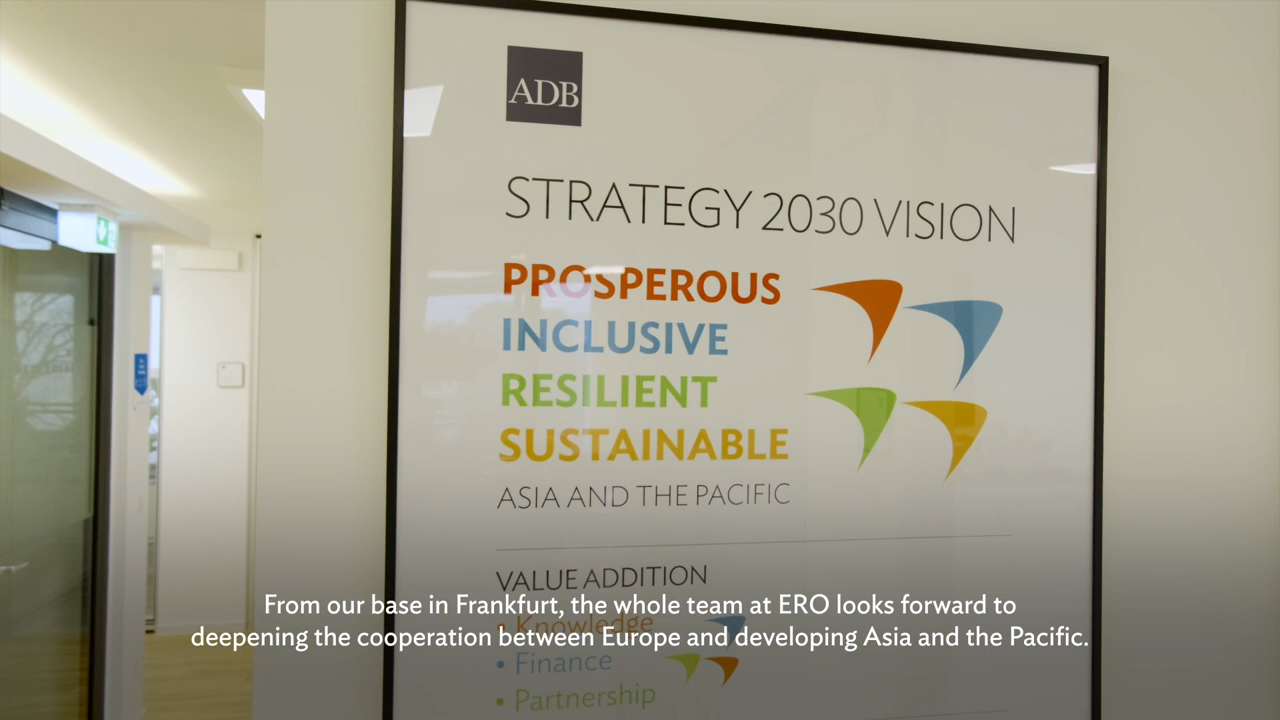 ADB
STRATEGY 2030 VISION
PROSPEROUS
INCLUSIVE
RESILIENT
SUSTAINABLE
ASIA AND THE PACIFIC
VALUE ADDITION
• Knowledge
• Finance
• Partnership
From our base in Frankfurt, the whole team at ERO looks forward to
deepening the cooperation between Europe and developing Asia and the Pacific.